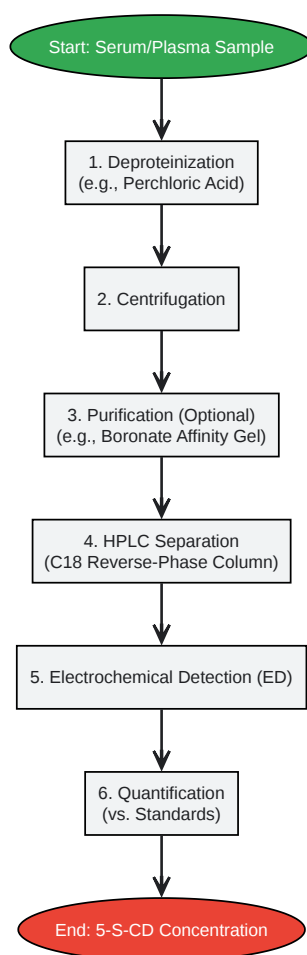 Start: Serum/Plasma Sample
1. Deproteinization
(e.g., Perchloric Acid)
2. Centrifugation
3. Purification (Optional)
(e.g., Boronate Affinity Gel)
4. HPLC Separation
(C18 Reverse-Phase Column)
5. Electrochemical Detection (ED)
6. Quantification
(vs. Standards)
End: 5-S-CD Concentration